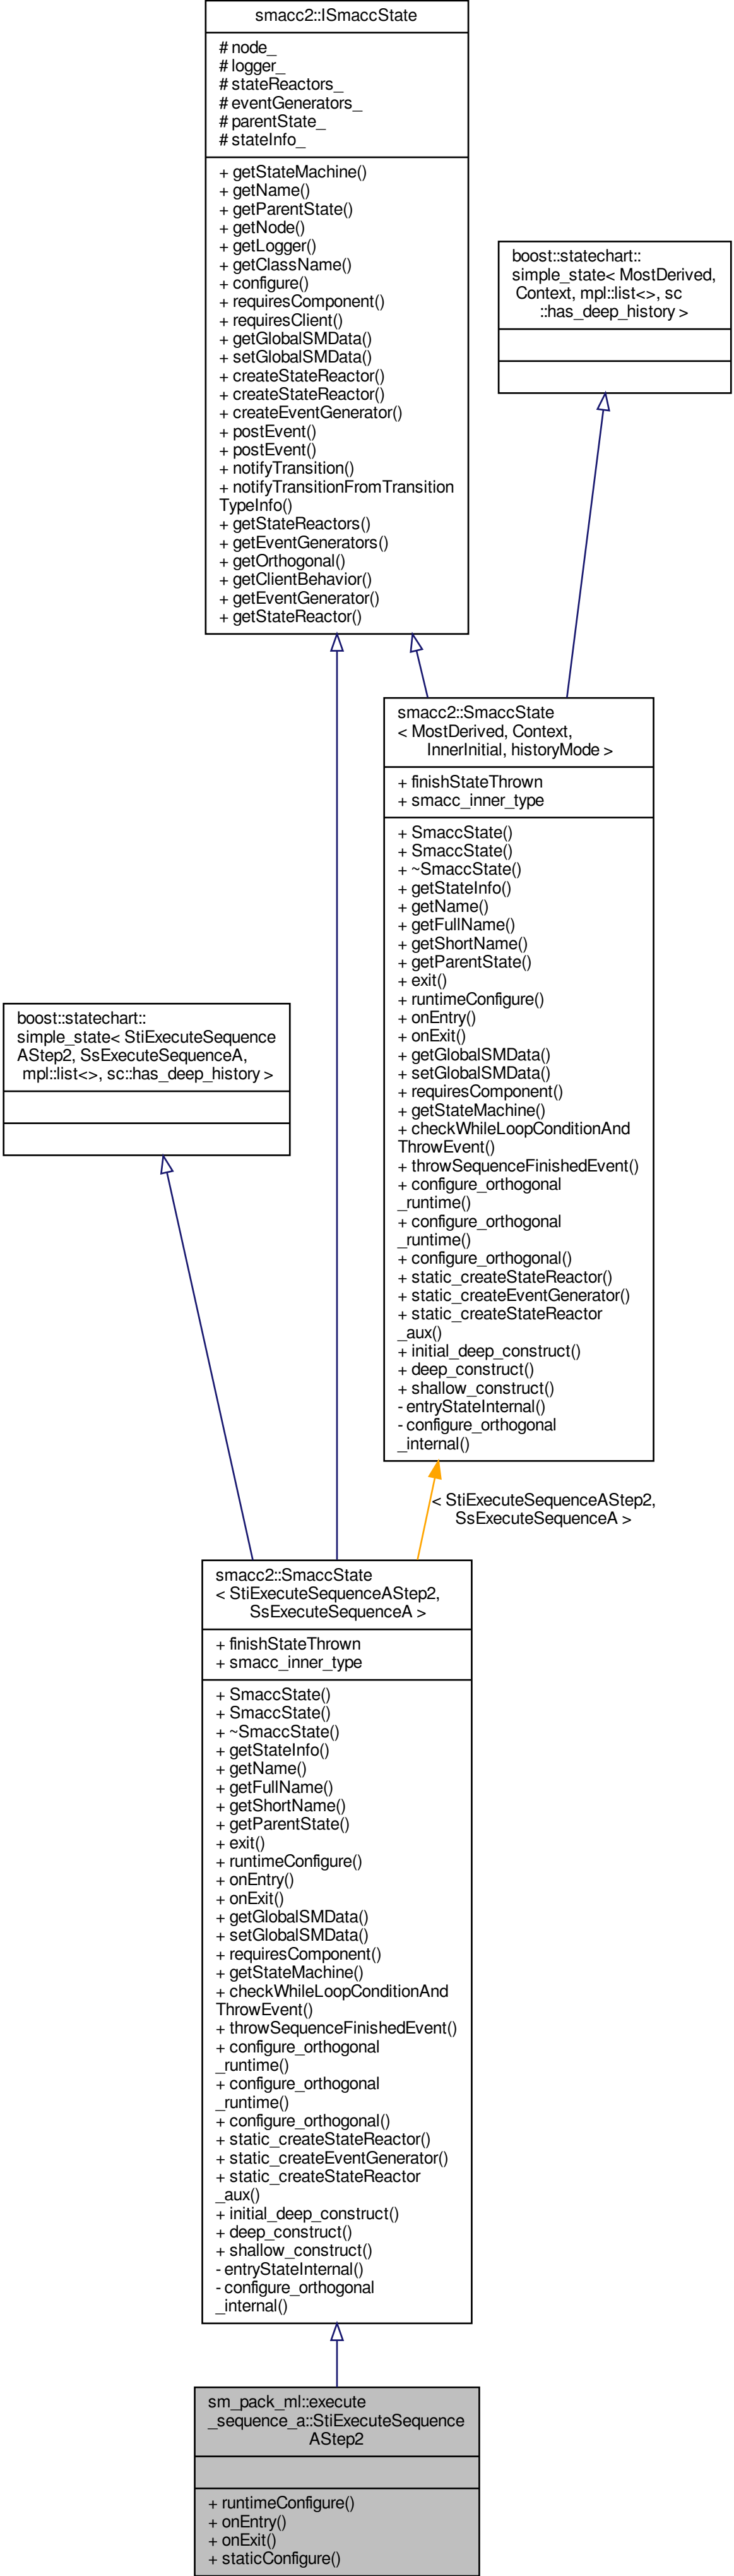 smacc2::ISmaccState
# node_
# logger_
# stateReactors_
# eventGenerators_
# parentState_
# stateInfo_
+ getStateMachine()
+ getName()
+ getParentState()
+ getNode()
+ getLogger()
+ getClassName()
+ configure()
+ requiresComponent()
+ requiresClient()
+ getGlobalSMData()
+ setGlobalSMData()
+ createStateReactor()
+ createStateReactor()
+ createEventGenerator()
+ postEvent()
+ postEvent()
+ notifyTransition()
+ notifyTransitionFromTransition
TypeInfo()
+ getStateReactors()
+ getEventGenerators()
+ getOrthogonal()
+ getClientBehavior()
+ getEventGenerator()
+ getStateReactor()
boost::statechart::
simple_state< MostDerived,
Context, mpl::list<>, sc
::has_deep_history >
smacc2::SmaccState
< MostDerived, Context,
InnerInitial, historyMode >
+ finishStateThrown
+ smacc_inner_type
+ SmaccState()
+ SmaccState()
+ ~SmaccState()
+ getStateInfo()
+ getName()
+ getFullName()
+ getShortName()
+ getParentState()
+ exit()
+ runtimeConfigure()
+ onEntry()
+ onExit()
+ getGlobalSMData()
+ setGlobalSMData()
+ requiresComponent()
+ getStateMachine()
+ checkWhileLoopConditionAnd
ThrowEvent()
+ throwSequenceFinishedEvent()
+ configure_orthogonal
_runtime()
+ configure_orthogonal
_runtime()
+ configure_orthogonal()
+ static_createStateReactor()
+ static_createEventGenerator()
+ static_createStateReactor
_aux()
+ initial_deep_construct()
+ deep_construct()
+ shallow_construct()
- entryStateInternal()
- configure_orthogonal
_internal()
boost::statechart::
simple_state< StiExecuteSequence
AStep2, SsExecuteSequenceA,
mpl::list<>, sc::has_deep_history >
< StiExecuteSequenceAStep2,
SsExecuteSequenceA >
smacc2::SmaccState
< StiExecuteSequenceAStep2,
SsExecuteSequenceA >
+ finishStateThrown
+ smacc_inner_type
+ SmaccState()
+ SmaccState()
+ ~SmaccState()
+ getStateInfo()
+ getName()
+ getFullName()
+ getShortName()
+ getParentState()
+ exit()
+ runtimeConfigure()
+ onEntry()
+ onExit()
+ getGlobalSMData()
+ setGlobalSMData()
+ requiresComponent()
+ getStateMachine()
+ checkWhileLoopConditionAnd
ThrowEvent()
+ throwSequenceFinishedEvent()
+ configure_orthogonal
_runtime()
+ configure_orthogonal
_runtime()
+ configure_orthogonal()
+ static_createStateReactor()
+ static_createEventGenerator()
+ static_createStateReactor
_aux()
+ initial_deep_construct()
+ deep_construct()
+ shallow_construct()
- entryStateInternal()
- configure_orthogonal
_internal()
sm_pack_ml::execute
_sequence_a::StiExecuteSequence
AStep2
+ runtimeConfigure()
+ onEntry()
+ onExit()
+ staticConfigure()